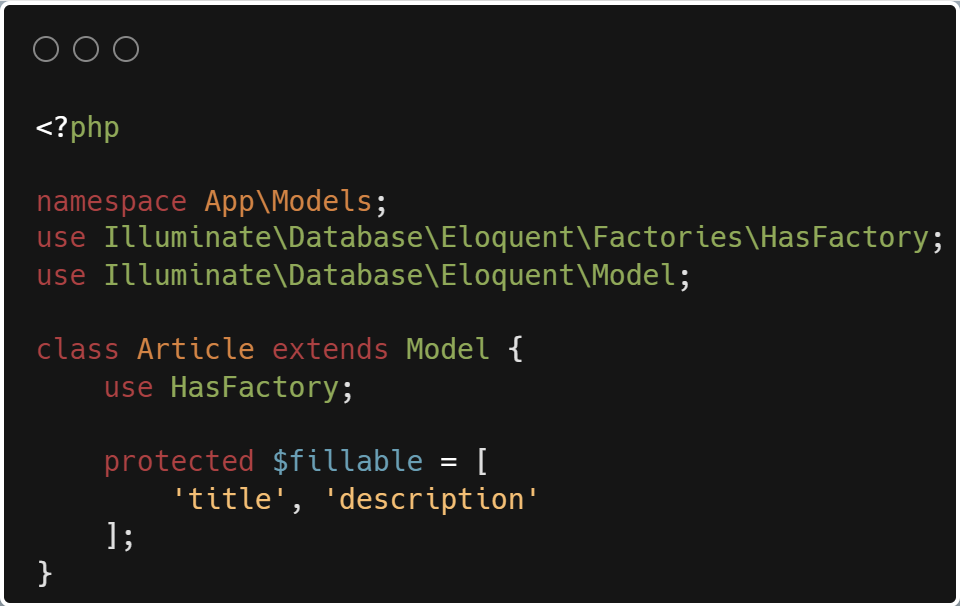 <?php
namespace App\Models;
use Illuminate\Database\Eloquent\Factories\HasFactory;
use Illuminate\Database\Eloquent\Model;
class Article extends Model {
    use HasFactory;
    protected $fillable = [
        'title', 'description'
    ];
}